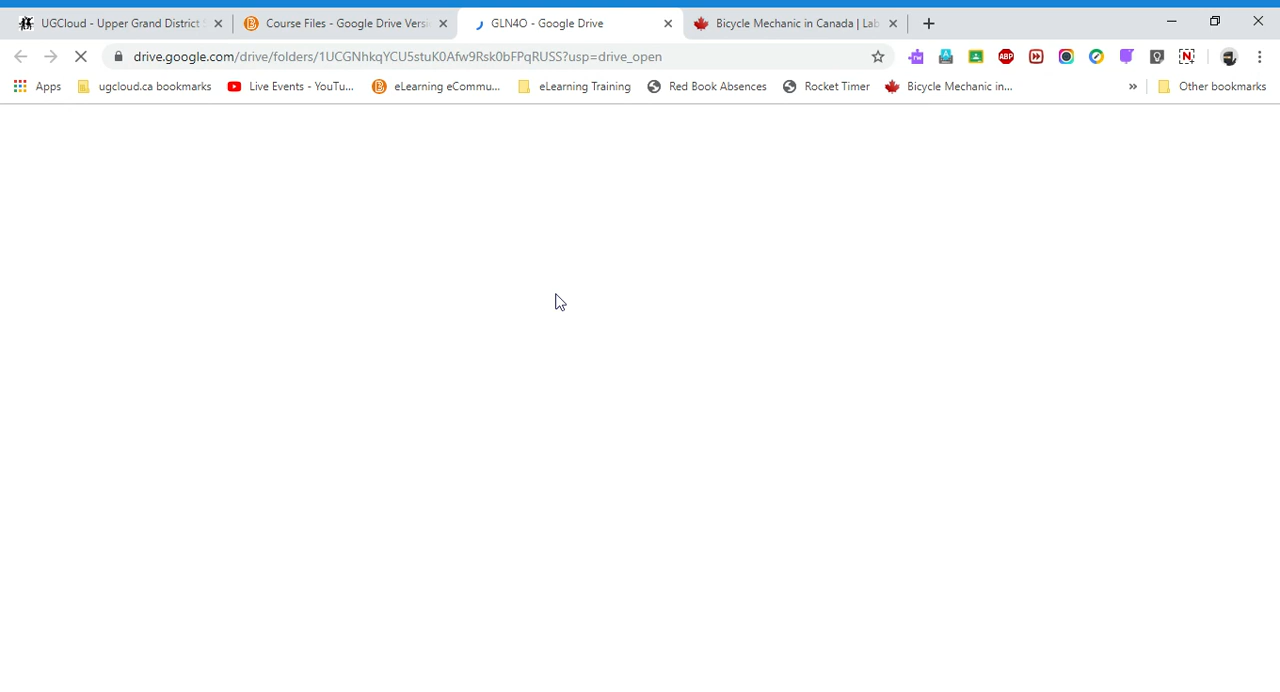 UGCloud - Upper Grand District
Course Files - Google Drive Versi
GLN4O - Google Drive
Bicycle Mechanic in Canada | Lab
drive.google.com/drive/folders/1UCGNhkqYCU5stuK0Afw9Rsk0bFPqRUSS?usp=drive_open
Apps
ugcloud.ca bookmarks
Live Events - YouTu...
eLearning eCommu...
eLearning Training
Red Book Absences
Rocket Timer
Bicycle Mechanic in...
»
Other bookmarks
rw
ABP
N